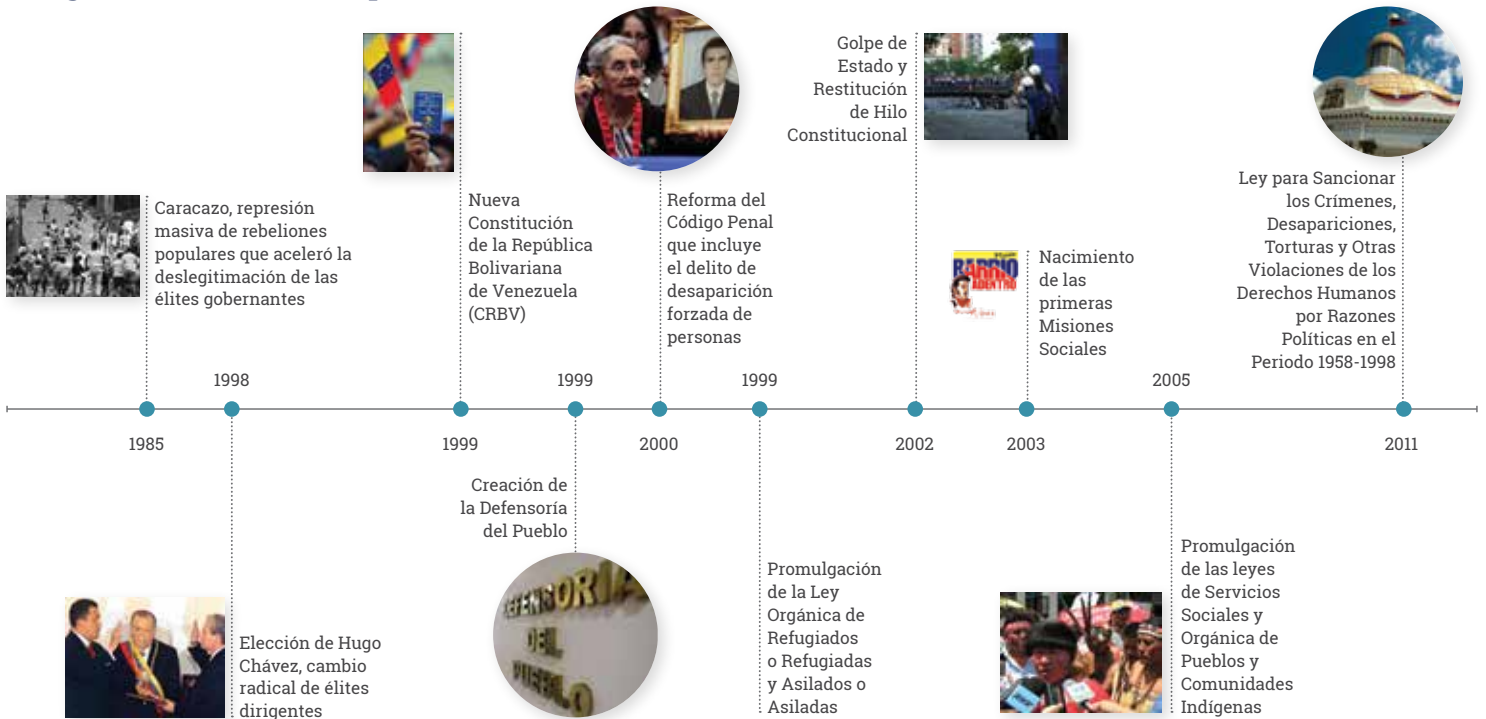 Caracazo, represión
masiva de rebeliones
populares que aceleró la
deslegitimación de las
élites gobernantes
1985
1998
Elección de Hugo
Chávez, cambio
radical de élites
dirigentes
Nueva
Constitución
de la República
Bolivariana
de Venezuela
(CRBV)
1999
1999
Creación de
la Defensoría
del Pueblo
DEFENSORIA
DEL
PUEBLO
Reforma del
Código Penal
que incluye
el delito de
desaparición
forzada de
personas
2000
1999
Promulgación
de la Ley
Orgánica de
Refugiados
o Refugiadas
y Asilados o
Asiladas
Golpe de
Estado y
Restitución
de Hilo
Constitucional
2002
BARRIO
ADENTRO
Nacimiento
de las
primeras
Misiones
Sociales
2003
2005
Promulgación
de las leyes
de Servicios
Sociales y
Orgánica de
Pueblos y
Comunidades
Indígenas
Ley para Sancionar
los Crímenes,
Desapariciones,
Torturas y Otras
Violaciones de los
Derechos Humanos
por Razones
Políticas en el
Periodo 1958-1998
2011